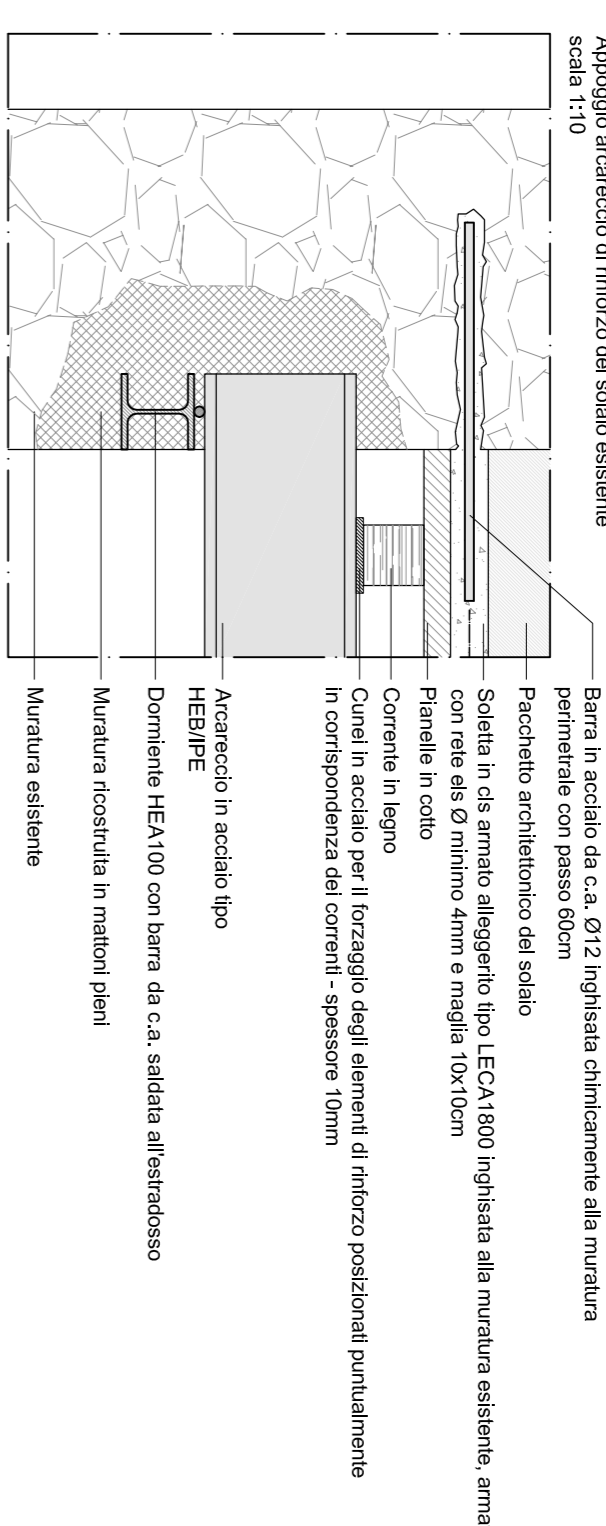 Appoggio arcareccio di rinforzo del solaio esistente
scala 1:10
Barra in acciaio da c.a. Ø12 inghisata chimicamente alla muratura
perimetrale con passo 60cm
Pacchetto architettonico del solaio
Soletta in cls armato alleggerito tipo LECA1800 inghisata alla muratura esistente, arma
con rete els Ø minimo 4mm e maglia 10x10cm
Pianelle in cotto
Corrente in legno
Cunei in acciaio per il forzaggio degli elementi di rinforzo posizionati puntualmente
in corrispondenza dei correnti - spessore 10mm
Arcareccio in acciaio tipo
HEB/IPE
Dormiente HEA100 con barra da c.a. saldata all'estradosso
Muratura ricostruita in mattoni pieni
Muratura esistente